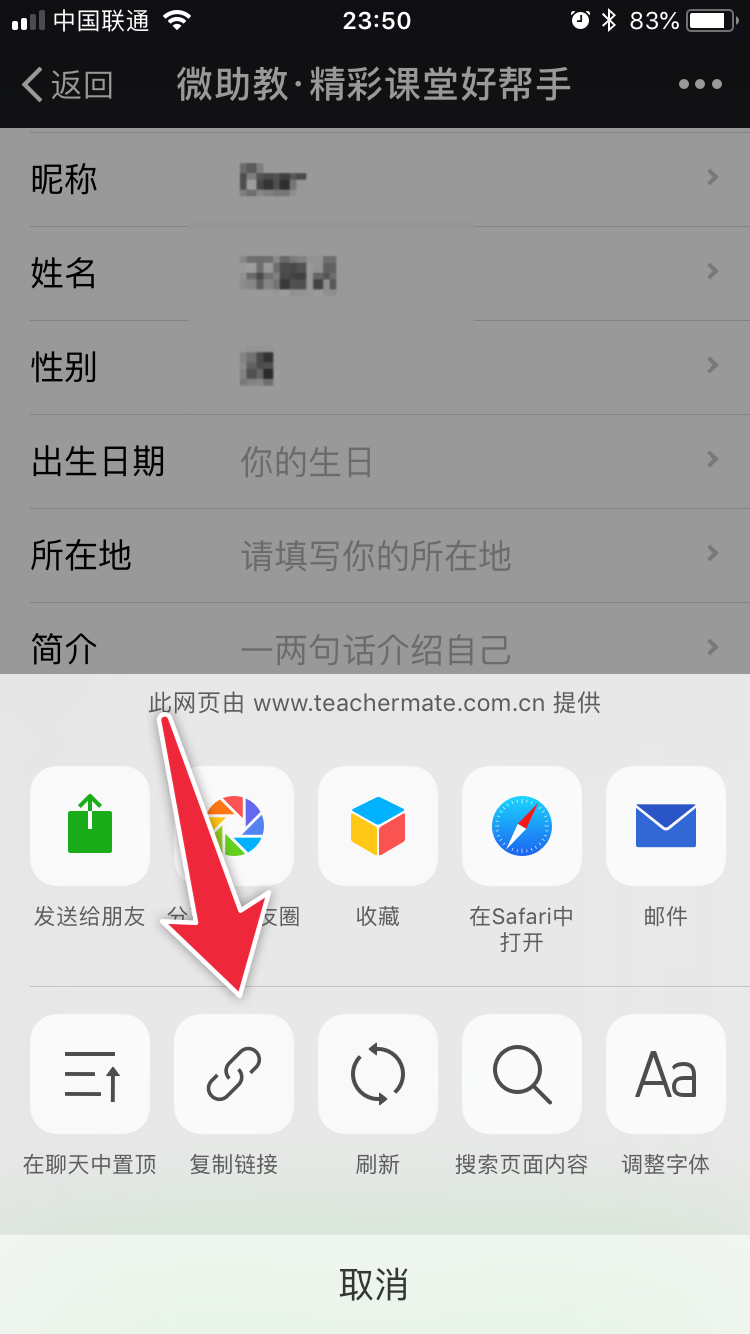 中国联通 23:50 83%
返回 微助教·精彩课堂好帮手
昵称
姓名
性别
出生日期 你的生日
所在地 请填写你的所在地
简介 一两句话介绍自己
此网页由 www.teachermate.com.cn 提供
发送给朋友 分 友圈 收藏 在Safari中 邮件
打开
在聊天中置顶 复制链接 刷新 搜索页面内容 调整字体
Aa
取消